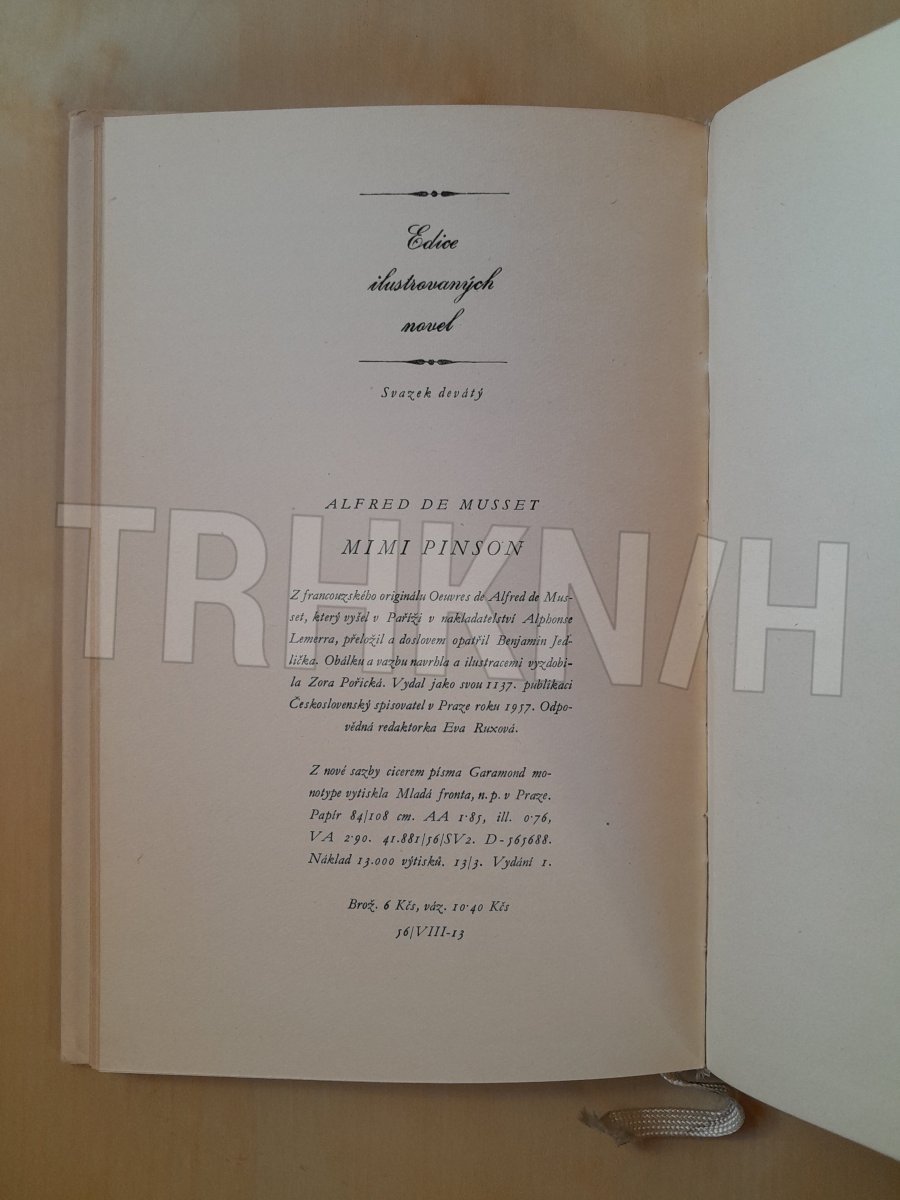 Edice
ilustrovaných
novel
Svazek devátý
ALFRED DE MUSSET
MIMI PINSON
Z francouzského originálu Oeuvres de Alfred de Mus-
set, který vyšel v Paříži v nakladatelství Alphonse
Lemerra, přeložil a doslovem opatřil Benjamin Jed-
lička. Obálku a vazbu navrhla a ilustracemi vyzdobi-
la Zora Pořická. Vydal jako svou 1137. publikaci
Československý spisovatel v Praze roku 1957. Odpo-
vědná redaktorka Eva Ruxová.
Z nové sazby cicerem písma Garamond mo-
notype vytiskla Mladá fronta, n. p. v Praze.
Papír 84/108 cm. AA 1·85, ill. 0·76,
VA 2·90. 41.881/56/SV2. D-565688.
Náklad 13.000 výtisků. 13/3. Vydání 1.
Brož. 6 Kčs, váz. 10·40 Kčs
56/VIII-13
TRHKN/H